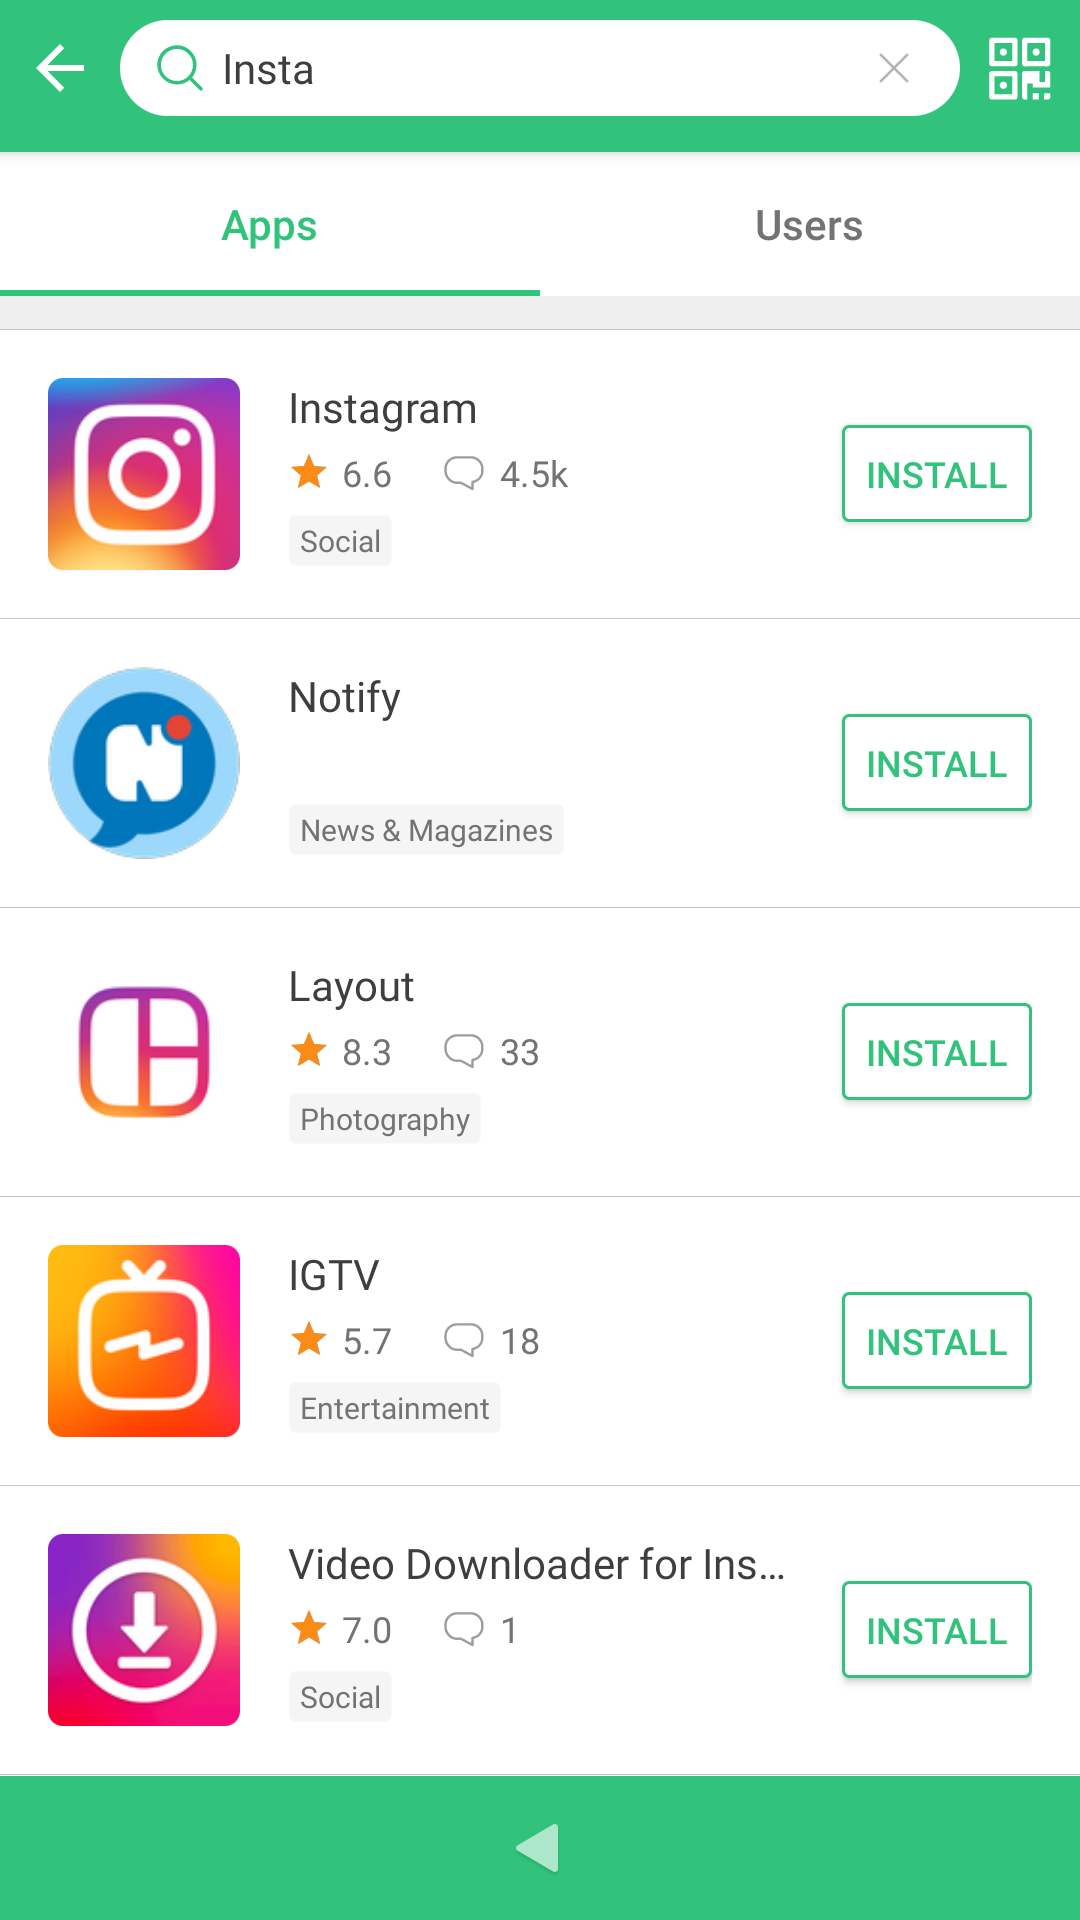 Insta
Apps
Users
Instagram
6.6
4.5k
Social
INSTALL
Notify
News & Magazines
INSTALL
Layout
8.3
33
Photography
INSTALL
IGTV
5.7
18
Entertainment
INSTALL
Video Downloader for Ins...
7.0
1
Social
INSTALL